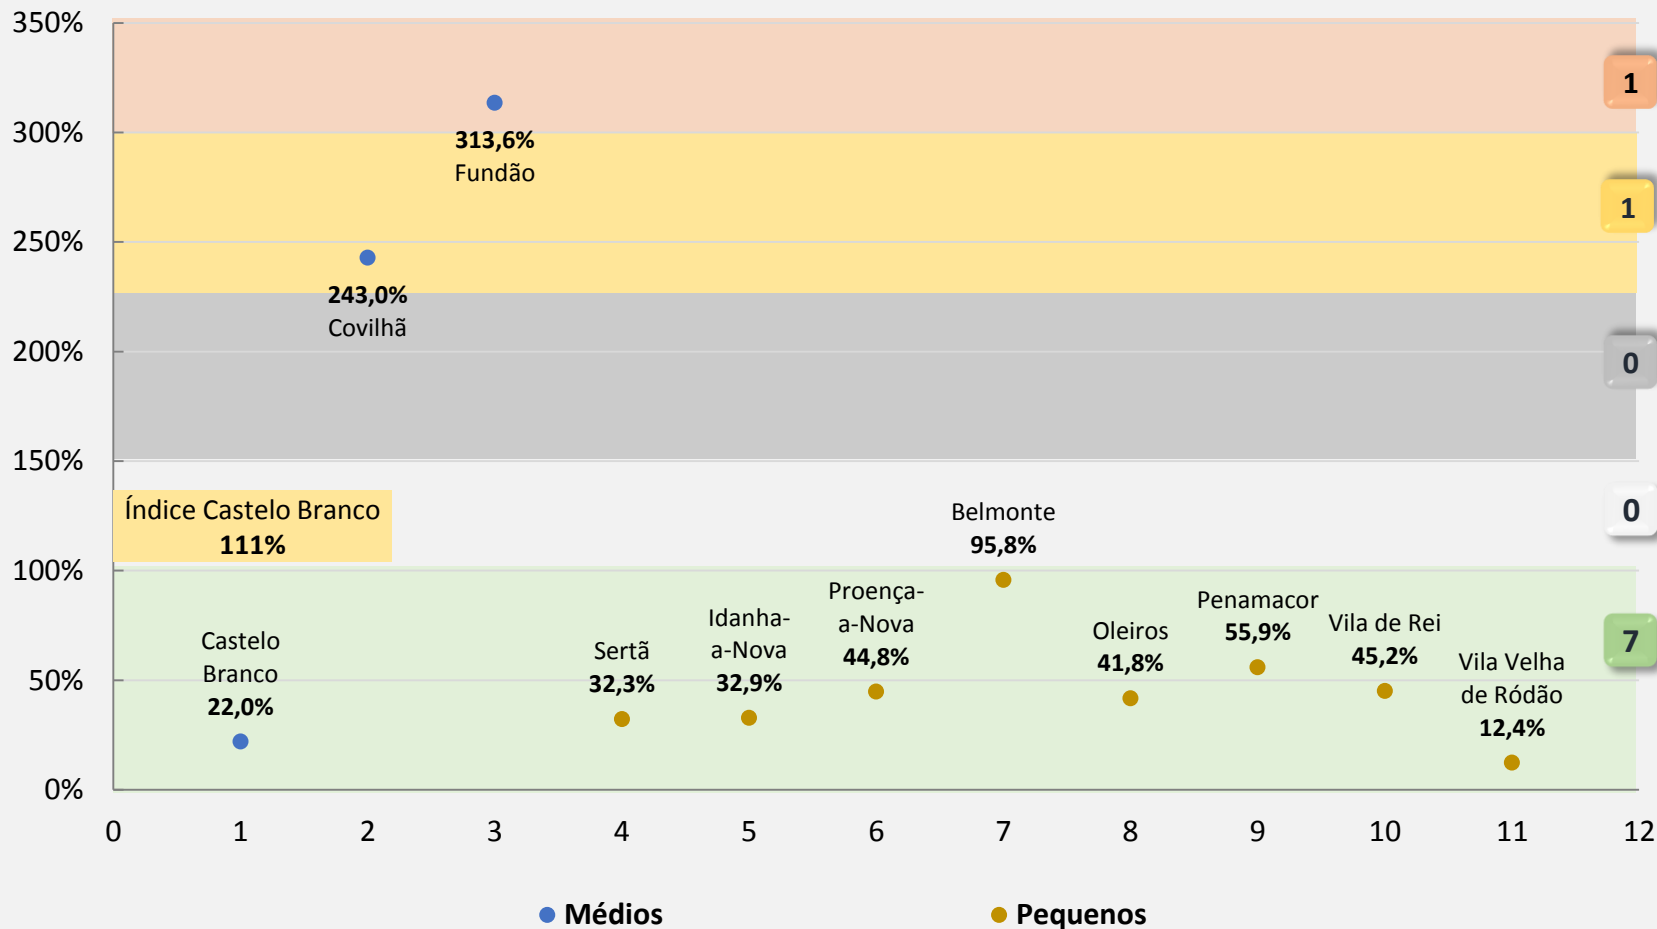 350%
300%
250%
200%
150%
100%
50%
0%
1
1
0
0
7
313,6%
Fundão
243,0%
Covilhã
Índice Castelo Branco
111%
Castelo
Branco
22,0%
Sertã
32,3%
Idanha-
a-Nova
32,9%
Proença-
a-Nova
44,8%
Belmonte
95,8%
Oleiros
41,8%
Penamacor
55,9%
Vila de Rei
45,2%
Vila Velha
de Ródão
12,4%
0 1 2 3 4 5 6 7 8 9 10 11 12
Médios Pequenos